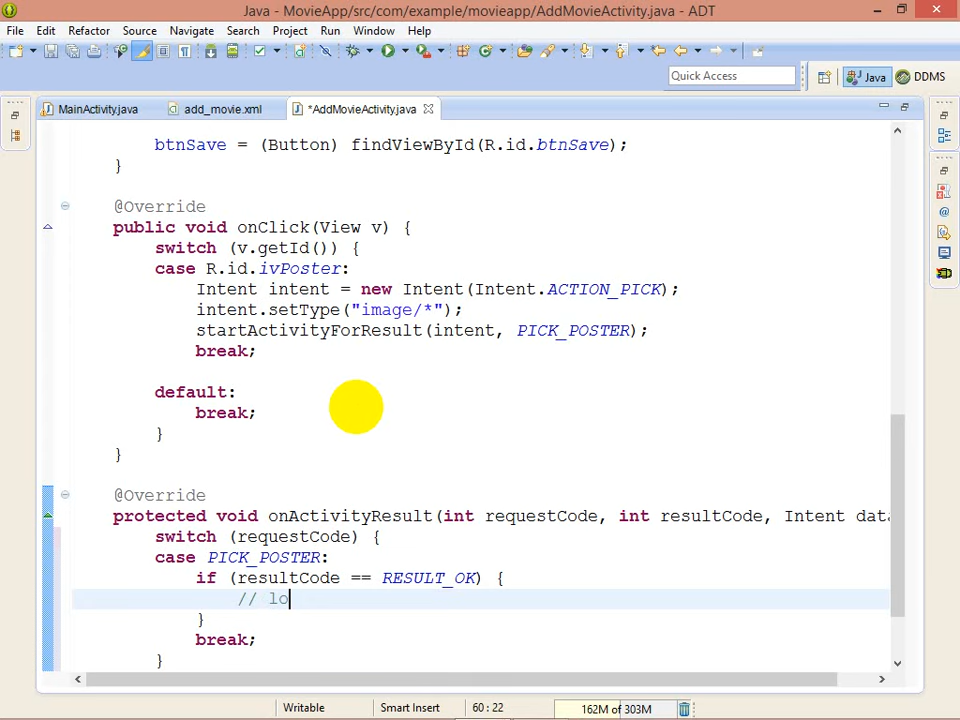 Java - MovieApp/src/com/example/movieapp/AddMovieActivity.java - ADT
File Edit Refactor Source Navigate Search Project Run Window Help
Quick Access
Java DDMS
MainActivity.java add_movie.xml *AddMovieActivity.java
btnSave = (Button) findViewById(R.id.btnSave);
}
@Override
public void onClick(View v) {
switch (v.getId()) {
case R.id.ivPoster:
Intent intent = new Intent(Intent.ACTION_PICK);
intent.setType("image/*");
startActivityForResult(intent, PICK_POSTER);
break;
default:
break;
}
}
@Override
protected void onActivityResult(int requestCode, int resultCode, Intent data
switch (requestCode) {
case PICK_POSTER:
if (resultCode == RESULT_OK) {
// lo
}
break;
}
Writable Smart Insert 60 : 22 162M of 303M